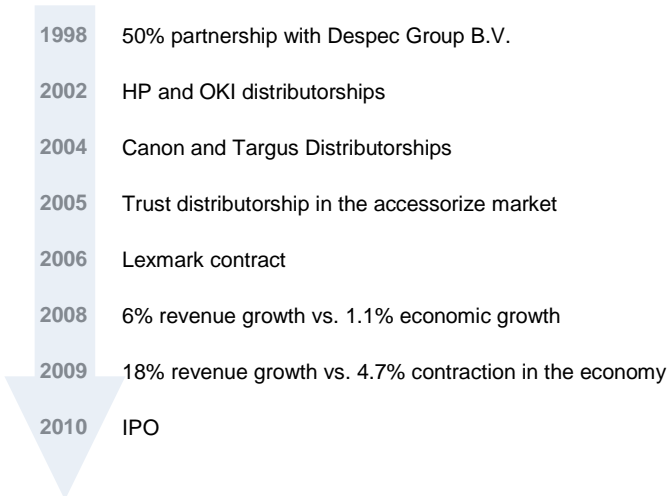 1998 50% partnership with Despec Group B.V.
2002 HP and OKI distributorships
2004 Canon and Targus Distributorships
2005 Trust distributorship in the accessorize market
2006 Lexmark contract
2008 6% revenue growth vs. 1.1% economic growth
2009 18% revenue growth vs. 4.7% contraction in the economy
2010 IPO